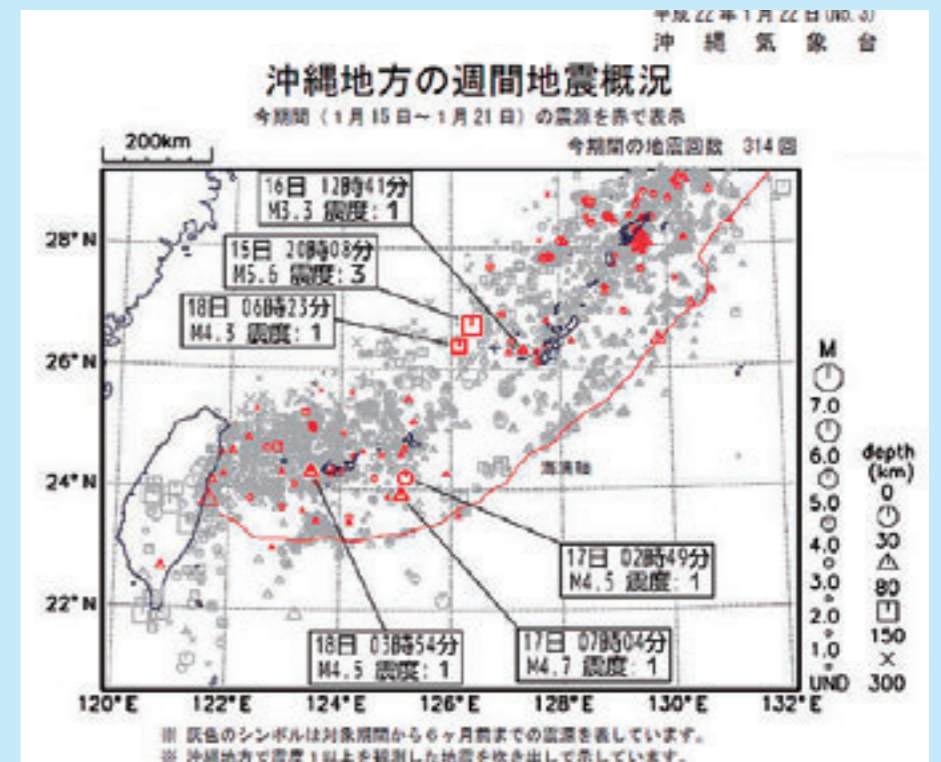 平成 22 年 1 月 22 日 (No. 3)
沖 縄 気 象 台
沖縄地方の週間地震概況
今期間（1月15日～1月21日）の震源を赤で表示
今期間の地震回数 314 回
200km
16日 12時41分
M3.3 震度: 1
15日 20時08分
M5.6 震度: 3
18日 06時23分
M4.3 震度: 1
28°N
26°N
24°N
22°N
海溝軸
17日 02時49分
M4.5 震度: 1
18日 03時54分
M4.5 震度: 1
17日 07時04分
M4.7 震度: 1
120°E 122°E 124°E 126°E 128°E 130°E 132°E
M
7.0
6.0
5.0
4.0
3.0
2.0
1.0
UND
depth
(km)
0
30
80
150
300
※ 灰色のシンボルは対象期間から6ヶ月前までの震源を表しています。
※ 沖縄地方で震度1以上を観測した地震を吹き出しで示しています。